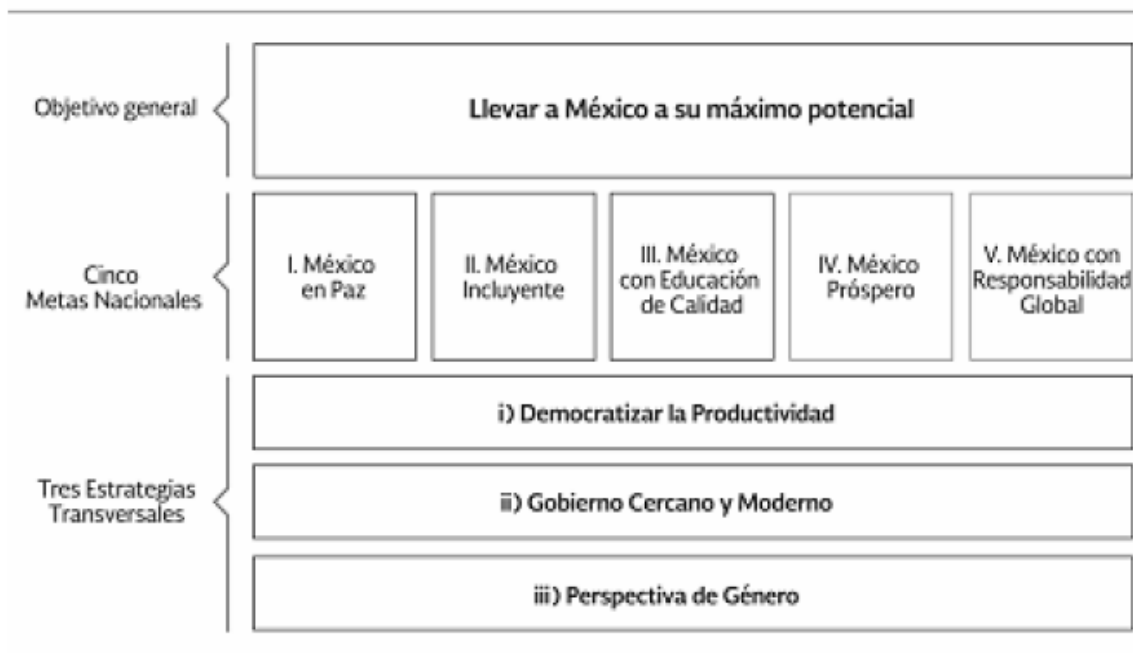 Objetivo general
Llevar a México a su máximo potencial
Cinco
Metas Nacionales
I. México
en Paz
II. México
Incluyente
III. México
con Educación
de Calidad
IV. México
Próspero
V. México con
Responsabilidad
Global
Tres Estrategias
Transversales
i) Democratizar la Productividad
ii) Gobierno Cercano y Moderno
iii) Perspectiva de Género